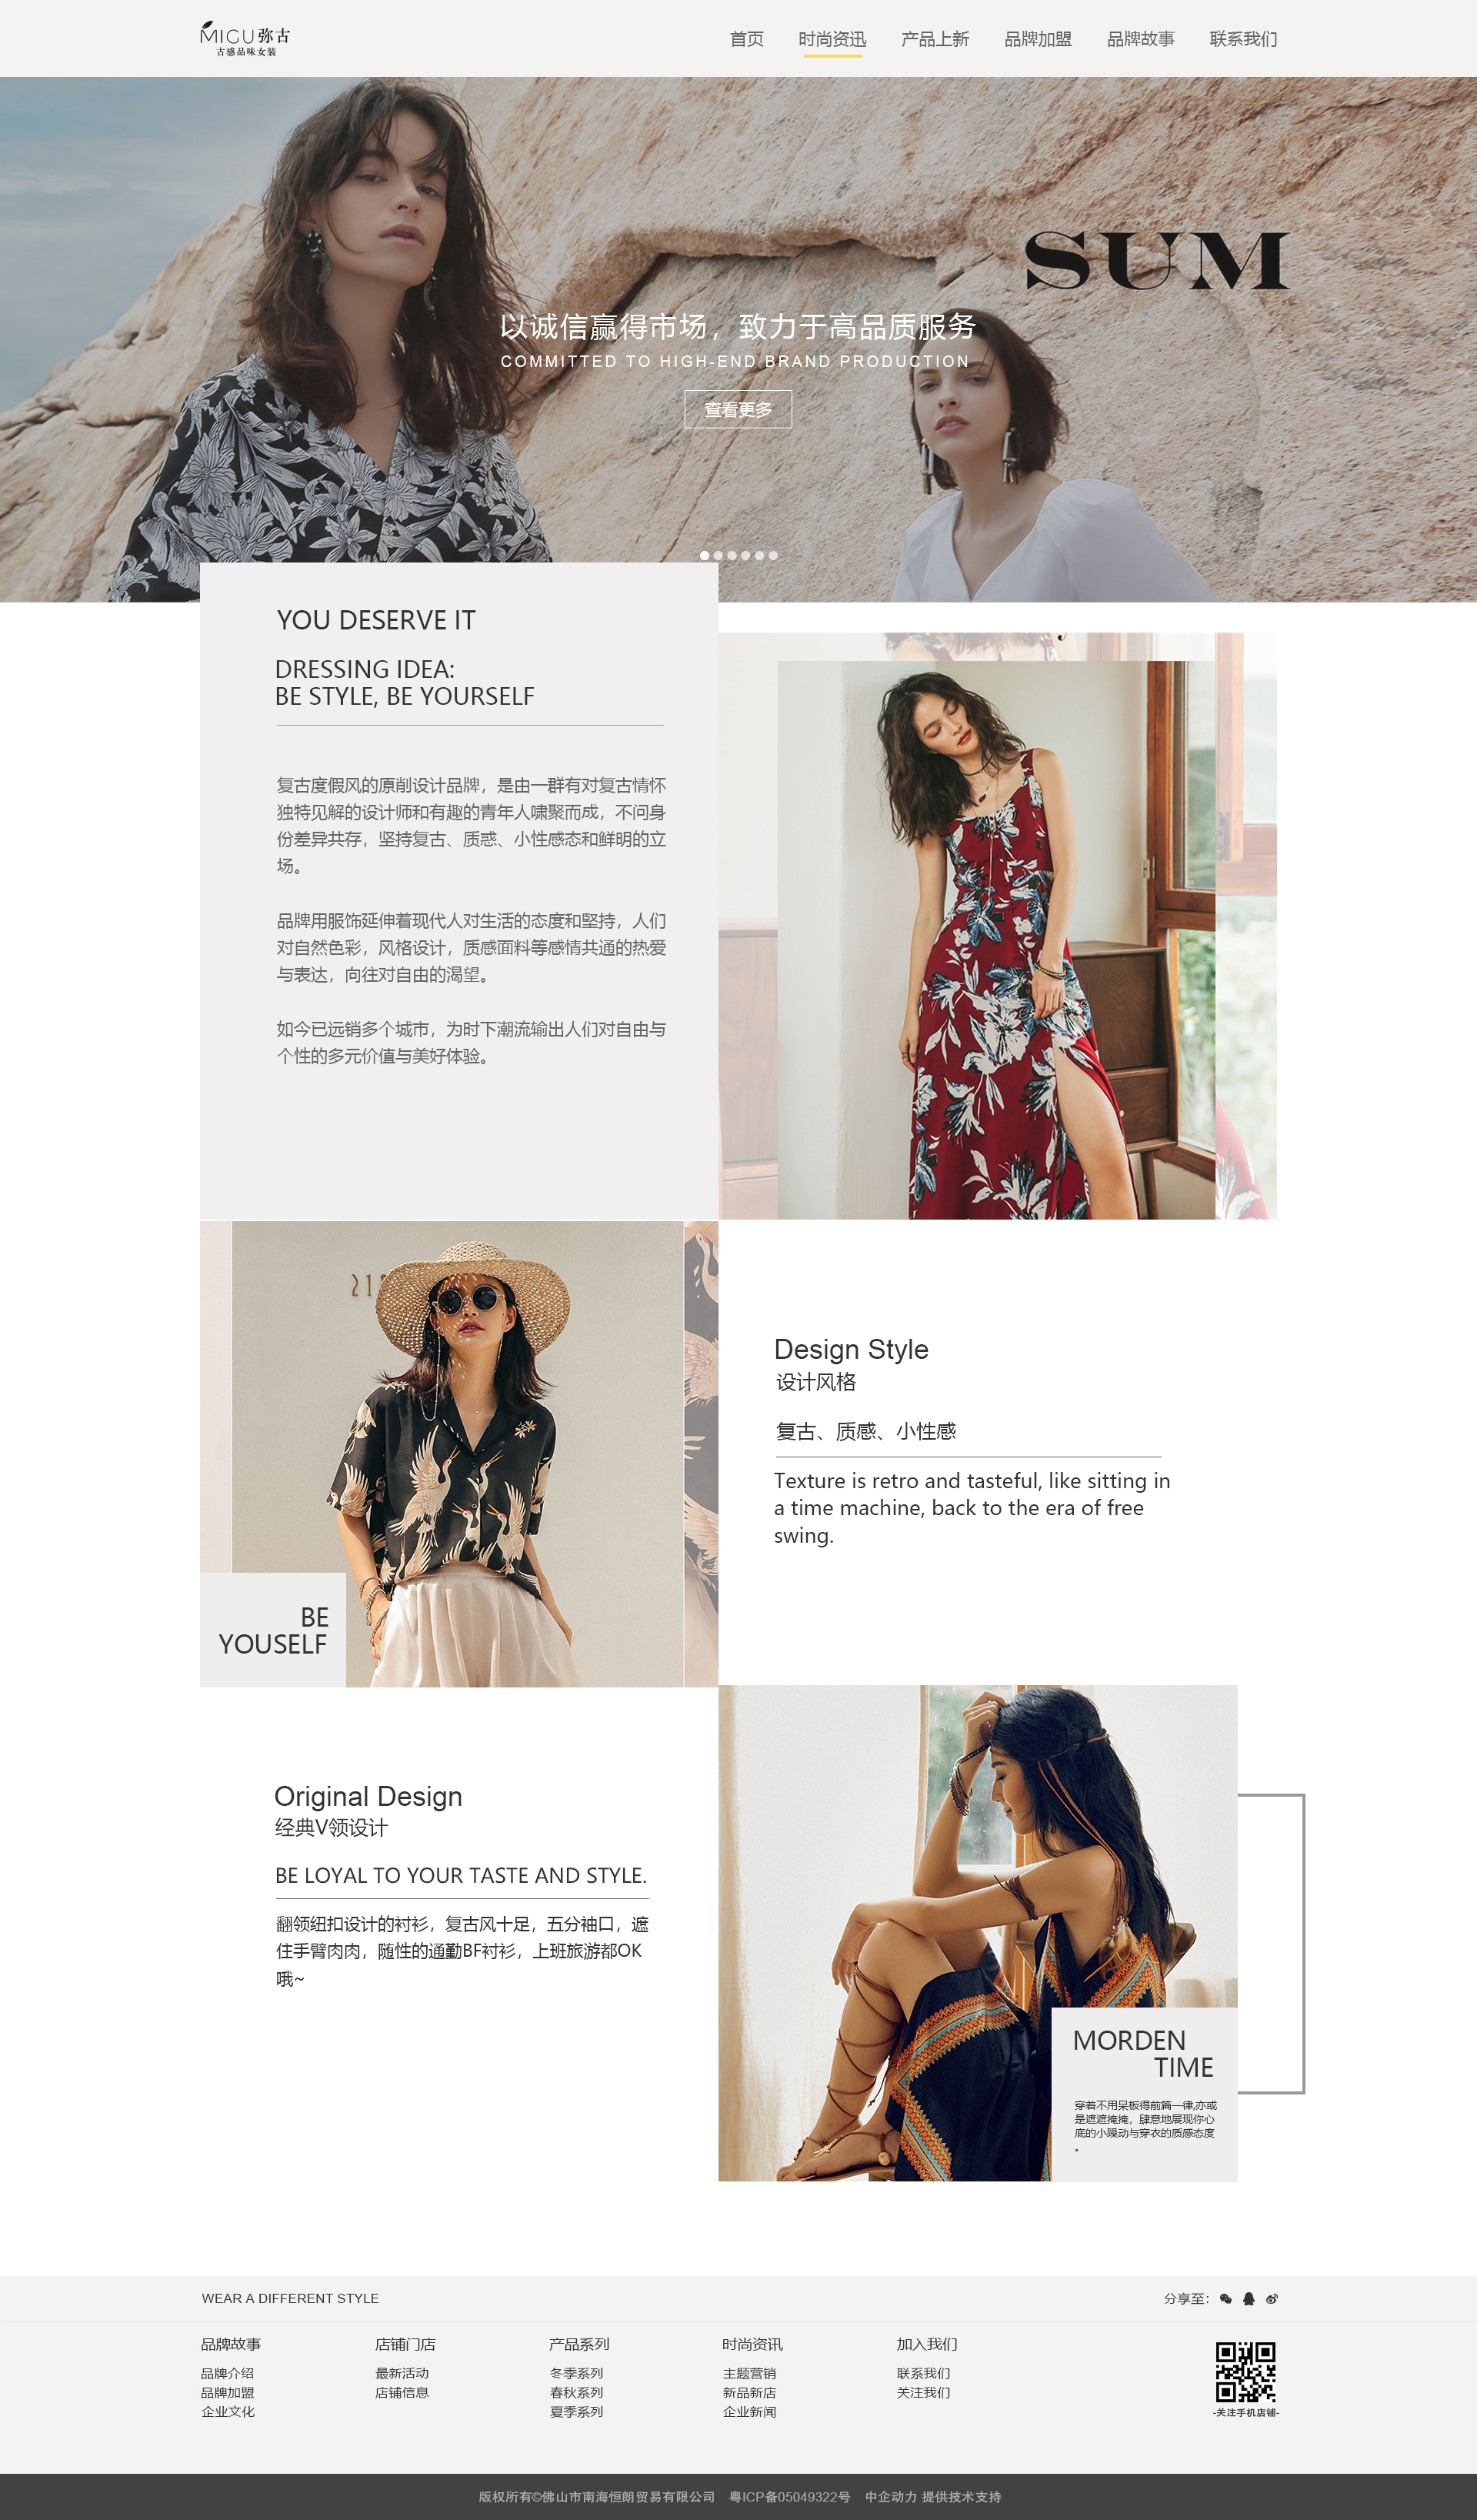 MIGU弥古
古感品味女装
首页 时尚资迅 产品上新 品牌加盟 品牌故事 联系我们
SUM
以诚信赢得市场，致力于高品质服务
COMMITTED TO HIGH-END BRAND PRODUCTION
查看更多
YOU DESERVE IT
DRESSING IDEA:
BE STYLE, BE YOURSELF
复古度假风的原削设计品牌，是由一群有对复古情怀
独特见解的设计师和有趣的青年人啸聚而成，不问身
份差异共存，坚持复古、质惑、小性感态和鲜明的立
场。
品牌用服饰延伸着现代人对生活的态度和坚持，人们
对自然色彩，风格设计，质感面料等感情共通的热爱
与表达，向往对自由的渴望。
如今已远销多个城市，为时下潮流输出人们对自由与
个性的多元价值与美好体验。
Design Style
设计风格
复古、质感、小性感
Texture is retro and tasteful, like sitting in
a time machine, back to the era of free
swing.
BE
YOUSELF
Original Design
经典V领设计
BE LOYAL TO YOUR TASTE AND STYLE.
翻领纽扣设计的衬衫，复古风十足，五分袖口，遮
住手臂肉肉，随性的通勤BF衬衫，上班旅游都OK
哦~
MORDEN
TIME
穿着不用呆板得前篇一律,亦或
是遮遮掩掩，肆意地展现你心
底的小躁动与穿衣的质感态度
。
WEAR A DIFFERENT STYLE
分享至：
品牌故事 店铺门店 产品系列 时尚资讯 加入我们
品牌介绍 最新活动 冬季系列 主题营销 联系我们
品牌加盟 店铺信息 春秋系列 新品新店 关注我们
企业文化 夏季系列 企业新闻
-关注手机店铺-
版权所有©佛山市南海恒朗贸易有限公司 粤ICP备05049322号 中企动力 提供技术支持